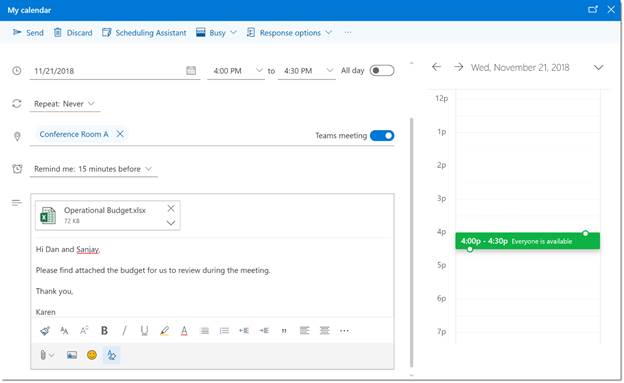 My calendar
Send Discard Scheduling Assistant Busy Response options ...
11/21/2018 4:00 PM to 4:30 PM All day
Repeat: Never
Conference Room A Teams meeting
Remind me: 15 minutes before
Operational Budget.xlsx
72 KB
Hi Dan and Sanjay,
Please find attached the budget for us to review during the meeting.
Thank you,
Karen
B I U A
Wed, November 21, 2018
12p
1p
2p
3p
4p
4:00p - 4:30p Everyone is available
5p
6p
7p